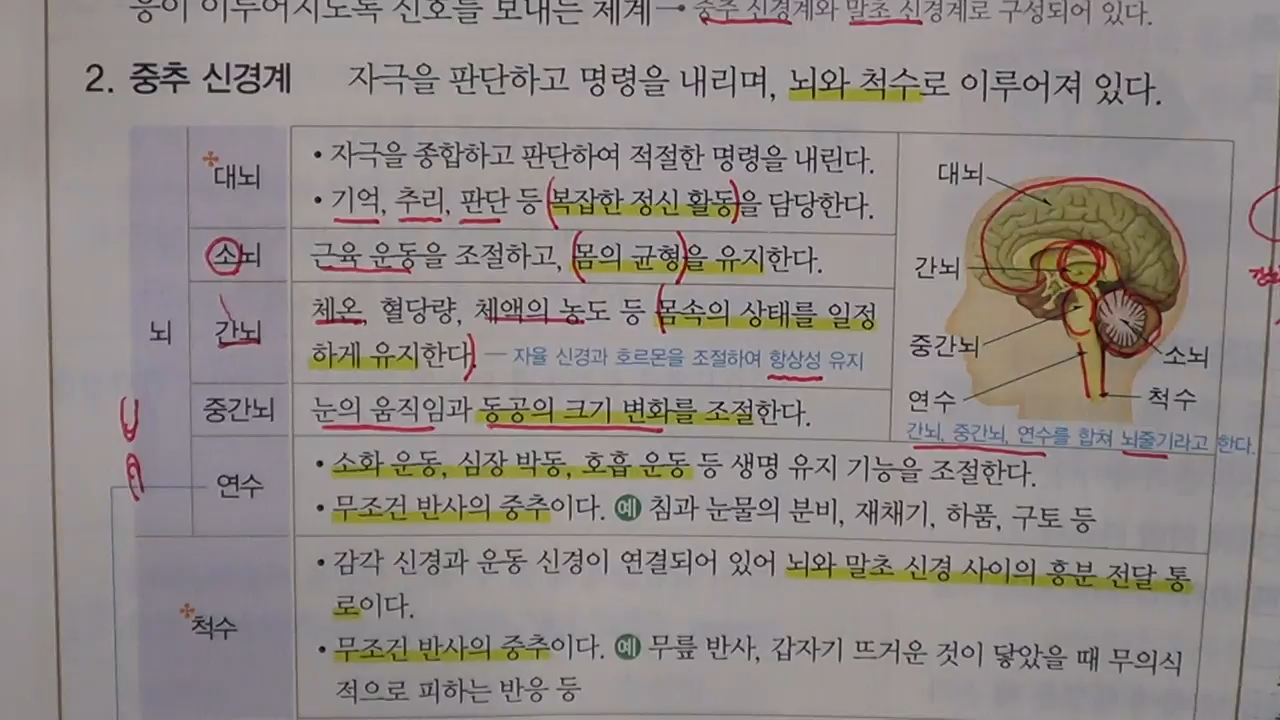 응이 이루어지도록 신호를 보내는 체계 → 중추 신경계와 말초 신경계로 구성되어 있다.
2. 중추 신경계 자극을 판단하고 명령을 내리며, 뇌와 척수로 이루어져 있다.
뇌
대뇌
• 자극을 종합하고 판단하여 적절한 명령을 내린다.
• 기억, 추리, 판단 등 복잡한 정신 활동을 담당한다.
소뇌
근육 운동을 조절하고, 몸의 균형을 유지한다.
간뇌
체온, 혈당량, 체액의 농도 등 몸속의 상태를 일정
하게 유지한다. — 자율 신경과 호르몬을 조절하여 항상성 유지
중간뇌
눈의 움직임과 동공의 크기 변화를 조절한다.
연수
• 소화 운동, 심장 박동, 호흡 운동 등 생명 유지 기능을 조절한다.
• 무조건 반사의 중추이다. 예 침과 눈물의 분비, 재채기, 하품, 구토 등
척수
• 감각 신경과 운동 신경이 연결되어 있어 뇌와 말초 신경 사이의 흥분 전달 통
로이다.
• 무조건 반사의 중추이다. 예 무릎 반사, 갑자기 뜨거운 것이 닿았을 때 무의식
적으로 피하는 반응 등
대뇌
간뇌
중간뇌
소뇌
연수
척수
간뇌, 중간뇌, 연수를 합쳐 뇌줄기라고 한다.